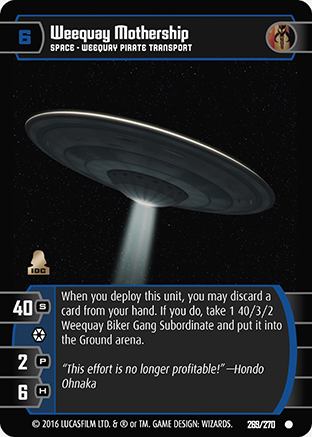 6
Weequay Mothership
SPACE - WEEQUAY PIRATE TRANSPORT
IDC
40 S
2 P
6 H
When you deploy this unit, you may discard a
card from your hand. If you do, take 1 40/3/2
Weequay Biker Gang Subordinate and put it into
the Ground arena.
“This effort is no longer profitable!” —Hondo
Ohnaka
© 2016 LUCASFILM LTD. & ® or TM. GAME DESIGN: WIZARDS. 269/270